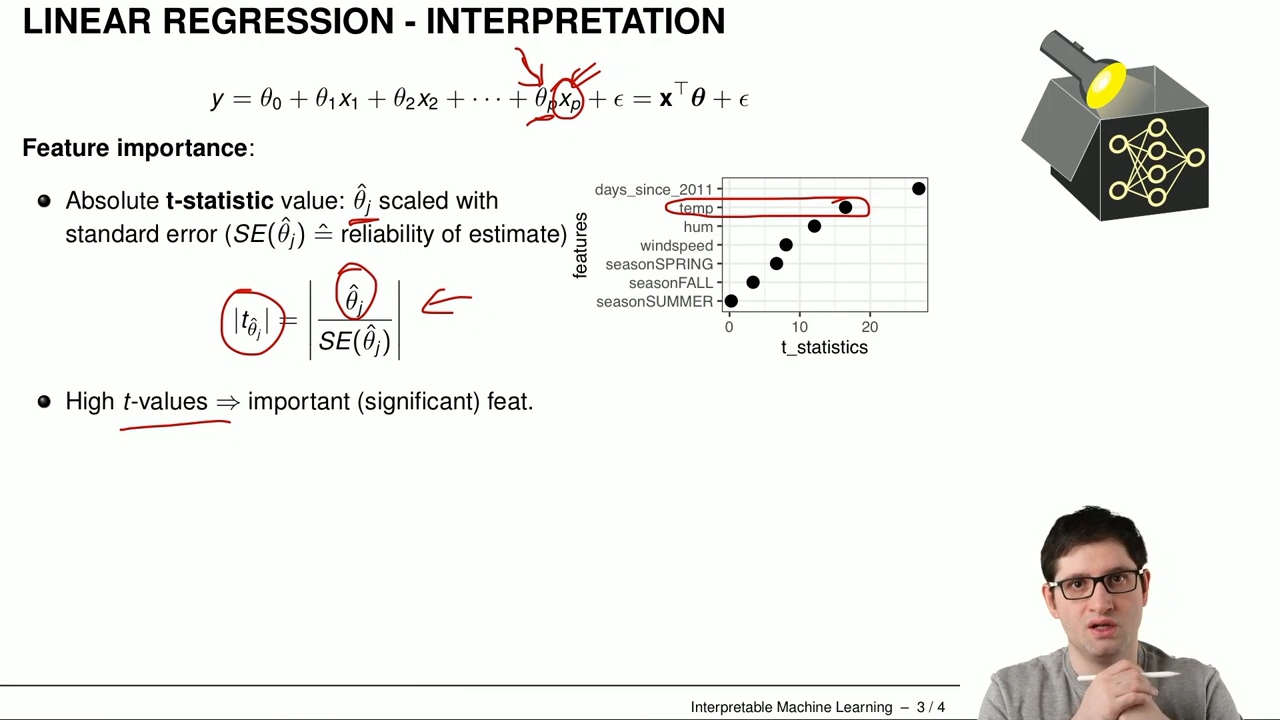 LINEAR REGRESSION - INTERPRETATION
y = θ₀ + θ₁x₁ + θ₂x₂ + ··· + θₚxₚ + ϵ = x⊤θ + ϵ
Feature importance:
Absolute t-statistic value: θ̂ⱼ scaled with
standard error (SE(θ̂ⱼ) ≙ reliability of estimate)
|t_θ̂ⱼ| = | θ̂ⱼ / SE(θ̂ⱼ) |
High t-values ⇒ important (significant) feat.
features
days_since_2011
temp
hum
windspeed
seasonSPRING
seasonFALL
seasonSUMMER
0 10 20
t_statistics
Interpretable Machine Learning – 3 / 4